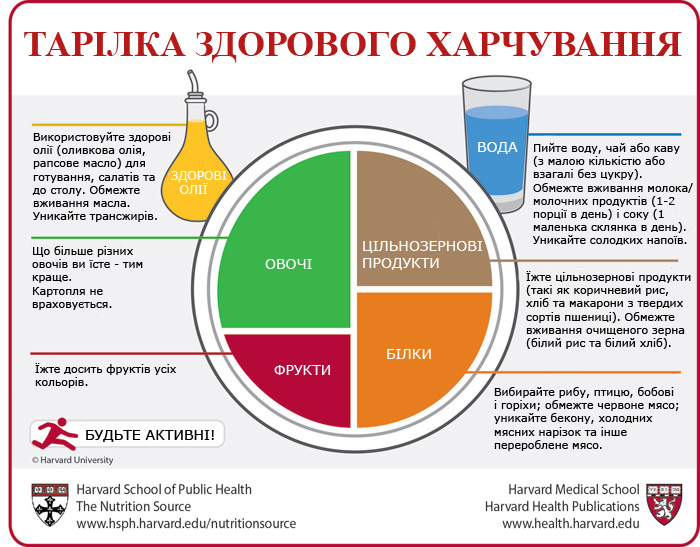 ТАРІЛКА ЗДОРОВОГО ХАРЧУВАННЯ
Використовуйте здорові
олії (оливкова олія,
рапсове масло) для
готування, салатів та
до столу. Обмежте
вживання масла.
Уникайте трансжирів.
ЗДОРОВІ
ОЛІЇ
ВОДА
Пийте воду, чай або каву
(з малою кількістю або
взагалі без цукру).
Обмежте вживання молока/
молочних продуктів (1-2
порції в день) і соку (1
маленька склянка в день).
Уникайте солодких напоїв.
Що більше різних
овочів ви їсте - тим
краще.
Картопля не
враховується.
ОВОЧІ
ЦІЛЬНОЗЕРНОВІ
ПРОДУКТИ
Їжте цільнозернові продукти
(такі як коричневий рис,
хліб та макарони з твердих
сортів пшениці). Обмежте
вживання очищеного зерна
(білий рис та білий хліб).
Їжте досить фруктів усіх
кольорів.
ФРУКТИ
БІЛКИ
Вибирайте рибу, птицю, бобові
і горіхи; обмежте червоне мясо;
уникайте бекону, холодних
мясних нарізок та інше
перероблене мясо.
БУДЬТЕ АКТИВНІ!
© Harvard University
Harvard School of Public Health
The Nutrition Source
www.hsph.harvard.edu/nutritionsource
Harvard Medical School
Harvard Health Publications
www.health.harvard.edu